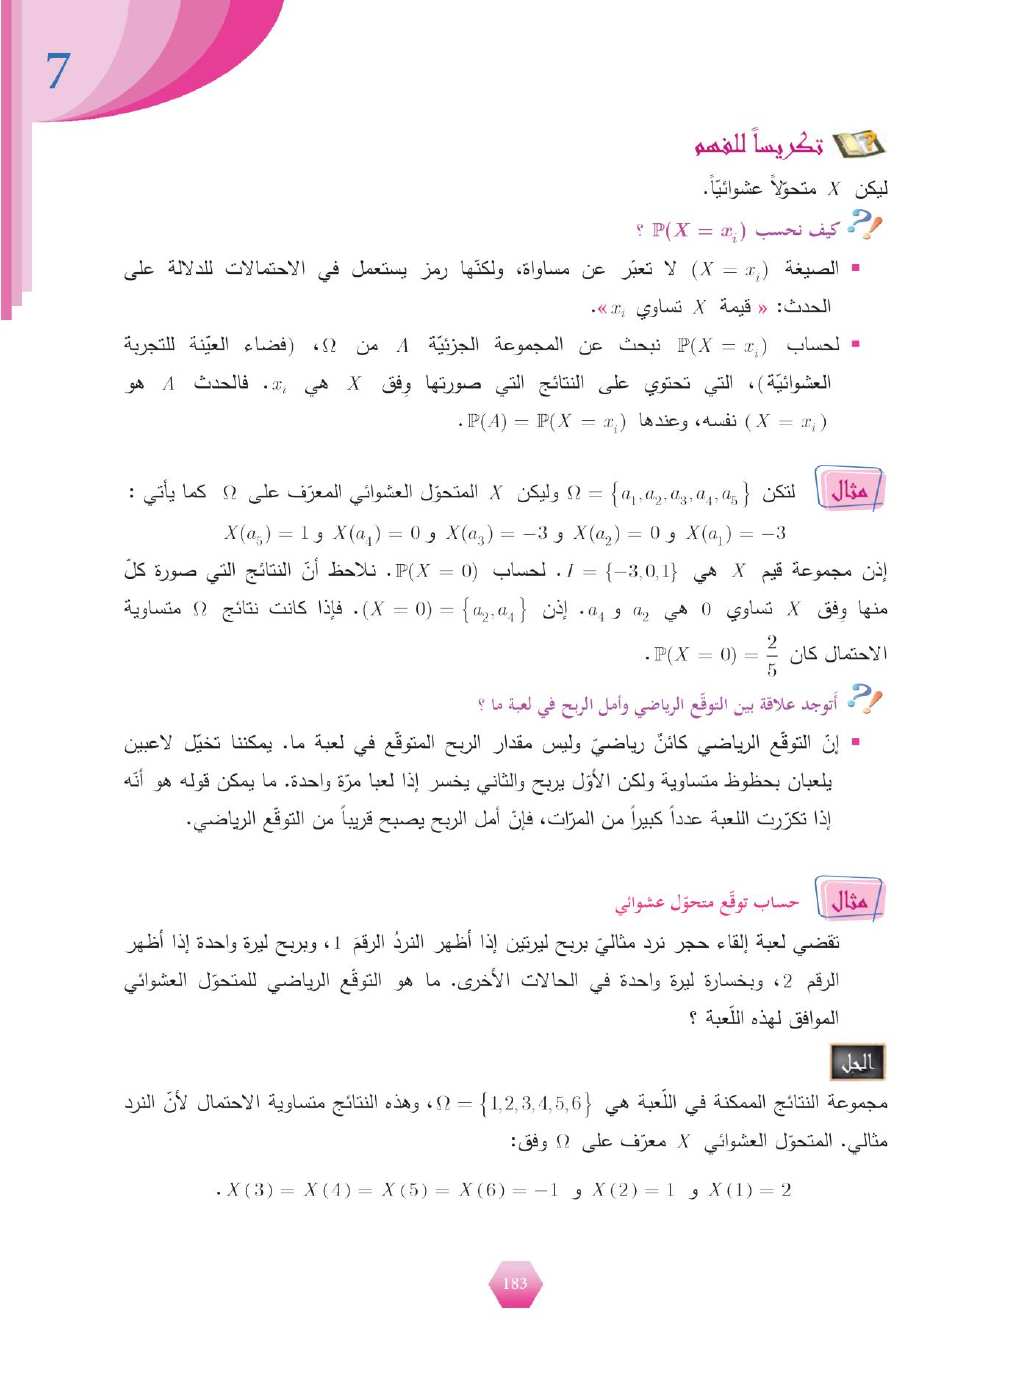 7
تكريساً للفهم
ليكن X متحوّلاً عشوائيّاً.
كيف نحسب ℙ(X = xᵢ) ؟
▪ الصيغة (X = xᵢ) لا تعبّر عن مساواة، ولكنّها رمز يستعمل في الاحتمالات للدلالة على
الحدث: « قيمة X تساوي xᵢ».
▪ لحساب ℙ(X = xᵢ) نبحث عن المجموعة الجزئيّة A من Ω، (فضاء العيّنة للتجربة
العشوائيّة)، التي تحتوي على النتائج التي صورتها وِفق X هي xᵢ. فالحدث A هو
(X = xᵢ) نفسه، وعندها ℙ(A) = ℙ(X = xᵢ).
مثال لتكن Ω = {a₁,a₂,a₃,a₄,a₅} وليكن X المتحوّل العشوائي المعرّف على Ω كما يأتي :
X(a₁) = −3 و X(a₂) = 0 و X(a₃) = −3 و X(a₄) = 0 و X(a₅) = 1
إذن مجموعة قيم X هي I = {−3,0,1}. لحساب ℙ(X = 0). نلاحظ أنّ النتائج التي صورة كلّ
منها وِفق X تساوي 0 هي a₂ و a₄. إذن (X = 0) = {a₂,a₄}. فإذا كانت نتائج Ω متساوية
الاحتمال كان ℙ(X = 0) = 2/5.
أتوجد علاقة بين التوقّع الرياضي وأمل الربح في لعبة ما ؟
▪ إنّ التوقّع الرياضي كائنٌ رياضيّ وليس مقدار الربح المتوقّع في لعبة ما. يمكننا تخيّل لاعبين
يلعبان بحظوظ متساوية ولكن الأوّل يربح والثاني يخسر إذا لعبا مرّة واحدة. ما يمكن قوله هو أنّه
إذا تكرّرت اللعبة عدداً كبيراً من المرّات، فإنّ أمل الربح يصبح قريباً من التوقّع الرياضي.
مثال حساب توقّع متحوّل عشوائي
تقضي لعبة إلقاء حجر نرد مثاليّ بربح ليرتين إذا أظهر النردُ الرقمَ 1، وبربح ليرة واحدة إذا أظهر
الرقم 2، وبخسارة ليرة واحدة في الحالات الأخرى. ما هو التوقّع الرياضي للمتحوّل العشوائي
الموافق لهذه اللّعبة ؟
الحل
مجموعة النتائج الممكنة في اللّعبة هي Ω = {1,2,3,4,5,6}، وهذه النتائج متساوية الاحتمال لأنّ النرد
مثالي. المتحوّل العشوائي X معرّف على Ω وفق:
X(1) = 2 و X(2) = 1 و X(3) = X(4) = X(5) = X(6) = −1.
183